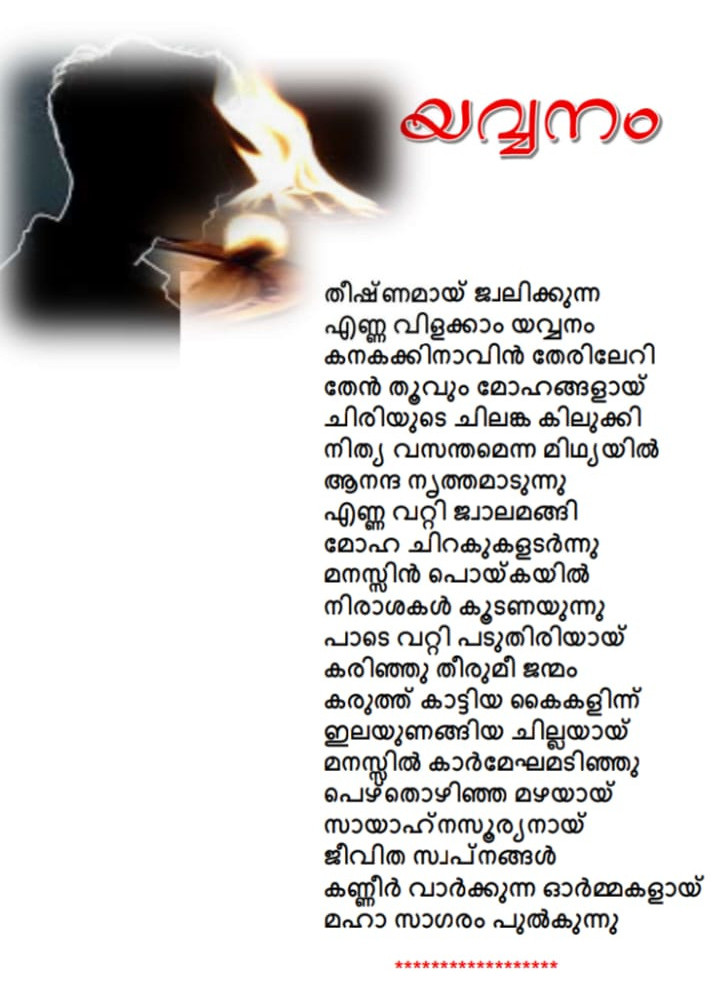 യവ്വനം
തീഷ്ണമായ് ജ്വലിക്കുന്ന
എണ്ണ വിളക്കാം യവ്വനം
കനകക്കിനാവിൻ തേരിലേറി
തേൻ തൂവും മോഹങ്ങളായ്
ചിരിയുടെ ചിലങ്ക കിലുക്കി
നിത്യ വസന്തമെന്ന മിഥ്യയിൽ
ആനന്ദ നൃത്തമാടുന്നു
എണ്ണ വറ്റി ജ്വാലമങ്ങി
മോഹ ചിറകുകളടർന്നു
മനസ്സിൻ പൊയ്കയിൽ
നിരാശകൾ കൂടണയുന്നു
പാടെ വറ്റി പടുതിരിയായ്
കരിഞ്ഞു തീരുമീ ജന്മം
കരുത്ത് കാട്ടിയ കൈകളിന്ന്
ഇലയുണങ്ങിയ ചില്ലയായ്
മനസ്സിൽ കാർമേഘമടിഞ്ഞു
പെഴ്തൊഴിഞ്ഞ മഴയായ്
സായാഹ്നസൂര്യനായ്
ജീവിത സ്വപ്നങ്ങൾ
കണ്ണീർ വാർക്കുന്ന ഓർമ്മകളായ്
മഹാ സാഗരം പുൽകുന്നു
******************